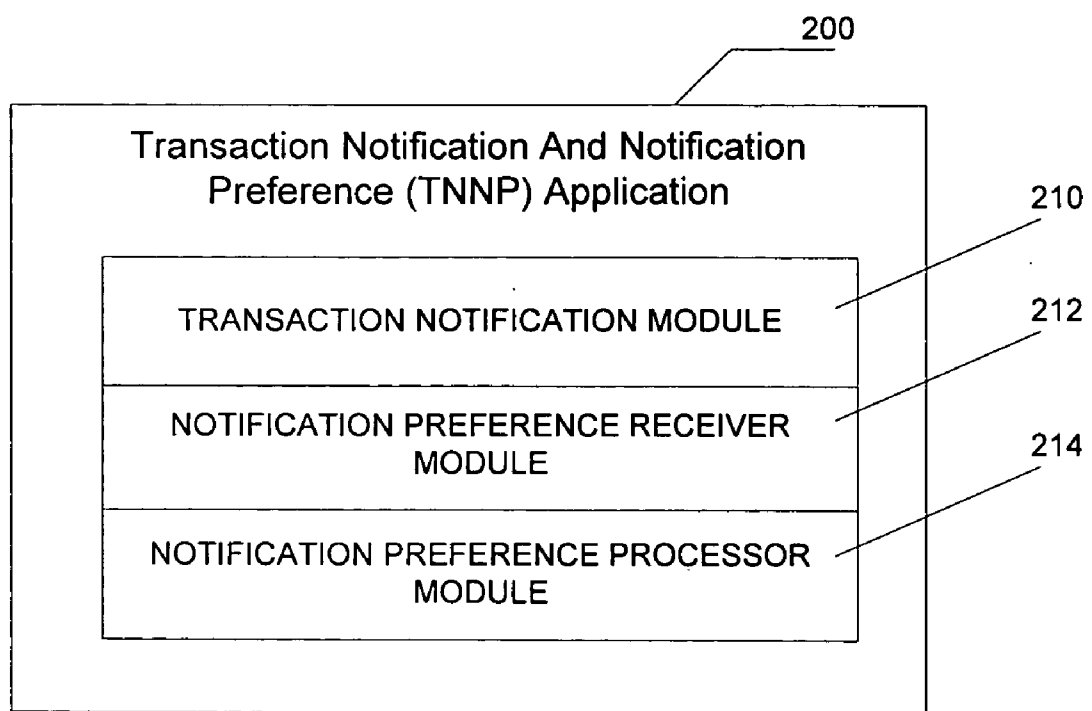 200
Transaction Notification And Notification
Preference (TNNP) Application
210
TRANSACTION NOTIFICATION MODULE
212
NOTIFICATION PREFERENCE RECEIVER
MODULE
214
NOTIFICATION PREFERENCE PROCESSOR
MODULE